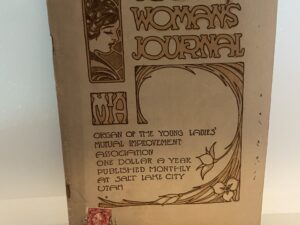 WOMAN'S
JOURNAL
MIA
ORGAN OF THE YOUNG LADIES'
MUTUAL IMPROVEMENT
ASSOCIATION
ONE DOLLAR A YEAR
PUBLISHED MONTHLY
AT SALT LAKE CITY
UTAH